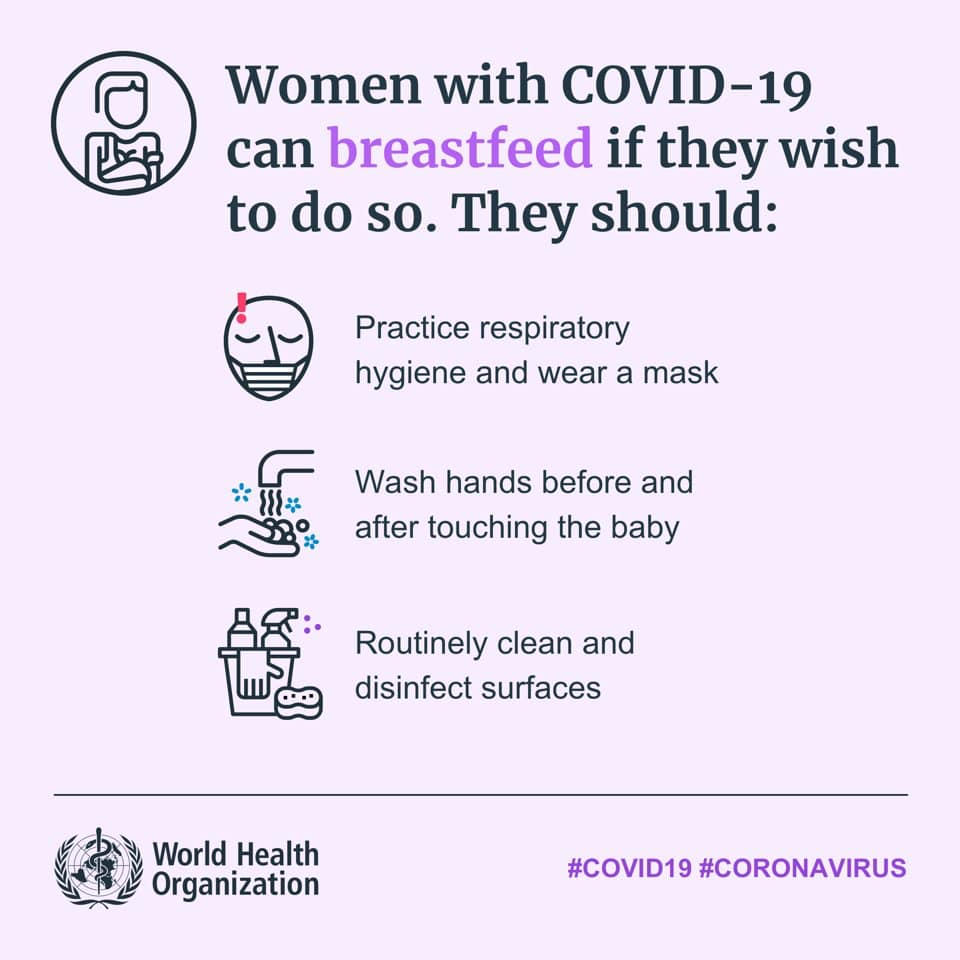 Women with COVID-19
can breastfeed if they wish
to do so. They should:
Practice respiratory
hygiene and wear a mask
Wash hands before and
after touching the baby
Routinely clean and
disinfect surfaces
World Health
Organization
#COVID19 #CORONAVIRUS